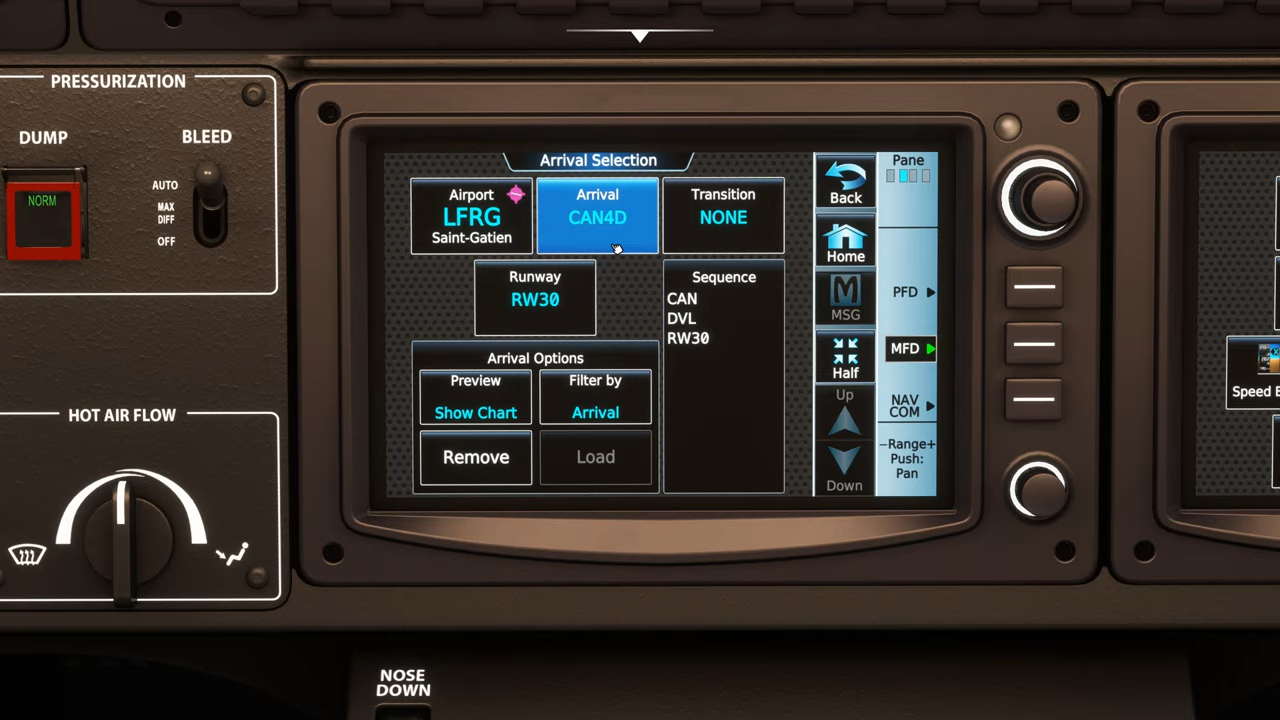 PRESSURIZATION
DUMP
BLEED
NORM
AUTO
MAX
DIFF
OFF
HOT AIR FLOW
Arrival Selection
Airport
LFRG
Saint-Gatien
Arrival
CAN4D
Transition
NONE
Runway
RW30
Sequence
CAN
DVL
RW30
Arrival Options
Preview
Show Chart
Filter by
Arrival
Remove
Load
Back
Home
MSG
Half
Up
Down
Pane
PFD
MFD
NAV
COM
-Range+
Push:
Pan
NOSE
DOWN